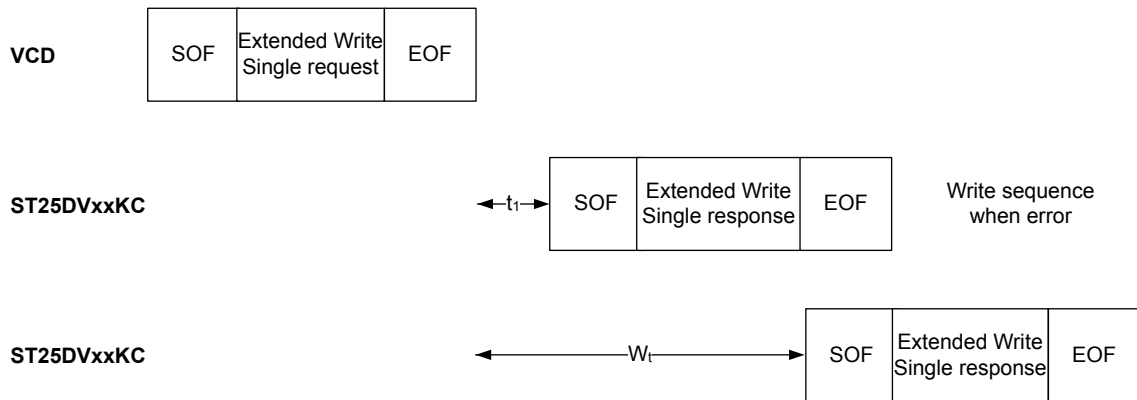 VCD
SOF
Extended Write
Single request
EOF
ST25DVxxKC
t₁
SOF
Extended Write
Single response
EOF
Write sequence
when error
ST25DVxxKC
Wₜ
SOF
Extended Write
Single response
EOF